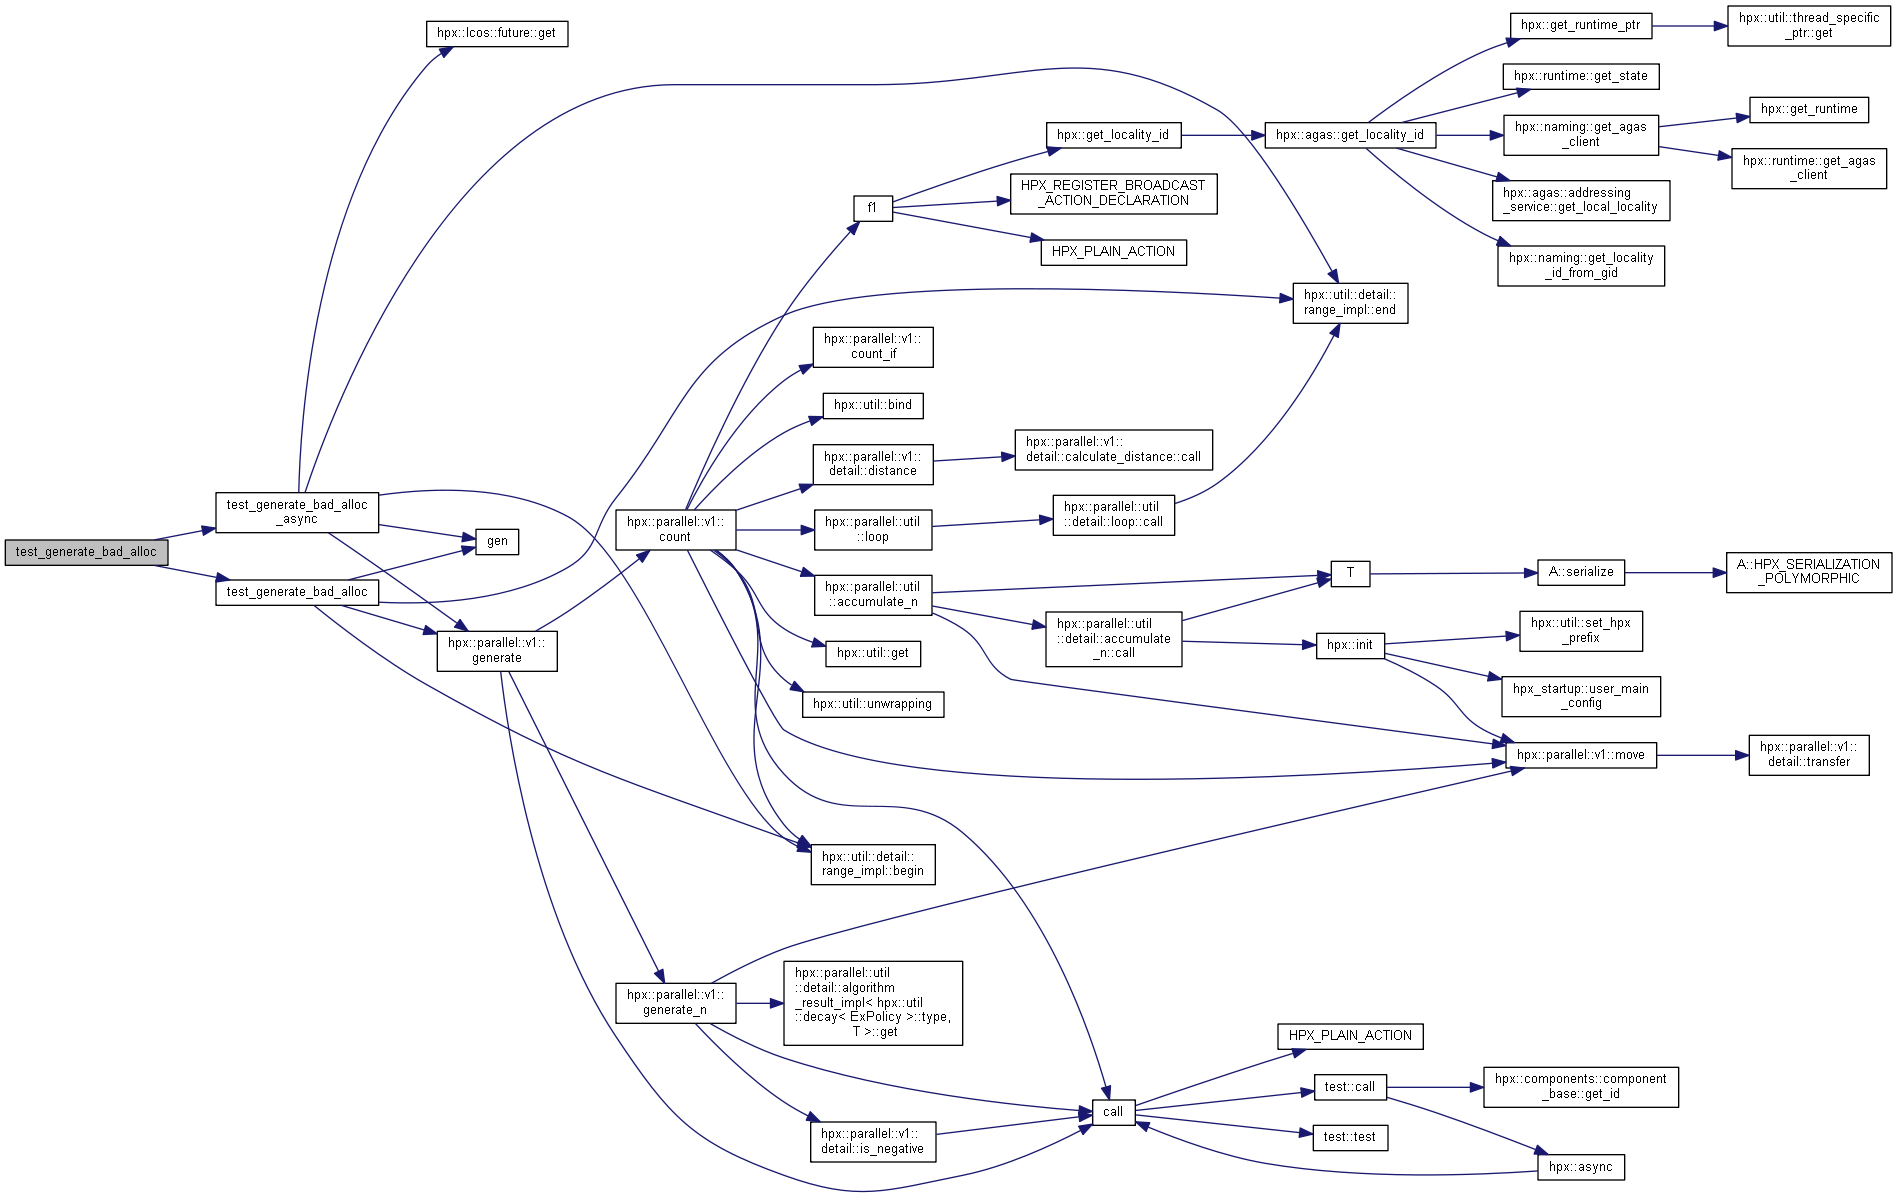 test_generate_bad_alloc
test_generate_bad_alloc
_async
test_generate_bad_alloc
hpx::lcos::future::get
gen
hpx::parallel::v1::
generate
hpx::parallel::v1::
count
hpx::parallel::v1::
generate_n
f1
hpx::parallel::v1::
count_if
hpx::util::bind
hpx::parallel::v1::
detail::distance
hpx::parallel::util
::loop
hpx::parallel::util
::accumulate_n
hpx::util::get
hpx::util::unwrapping
hpx::util::detail::
range_impl::begin
hpx::parallel::util
::detail::algorithm
_result_impl< hpx::util
::decay< ExPolicy >::type,
T >::get
hpx::parallel::v1::
detail::is_negative
hpx::get_locality_id
HPX_REGISTER_BROADCAST
_ACTION_DECLARATION
HPX_PLAIN_ACTION
hpx::parallel::v1::
detail::calculate_distance::call
hpx::parallel::util
::detail::loop::call
hpx::parallel::util
::detail::accumulate
_n::call
call
hpx::agas::get_locality_id
hpx::util::detail::
range_impl::end
T
hpx::init
HPX_PLAIN_ACTION
test::call
test::test
hpx::get_runtime_ptr
hpx::runtime::get_state
hpx::naming::get_agas
_client
hpx::agas::addressing
_service::get_local_locality
hpx::naming::get_locality
_id_from_gid
A::serialize
hpx::util::set_hpx
_prefix
hpx_startup::user_main
_config
hpx::parallel::v1::move
hpx::components::component
_base::get_id
hpx::async
hpx::util::thread_specific
_ptr::get
hpx::get_runtime
hpx::runtime::get_agas
_client
A::HPX_SERIALIZATION
_POLYMORPHIC
hpx::parallel::v1::
detail::transfer